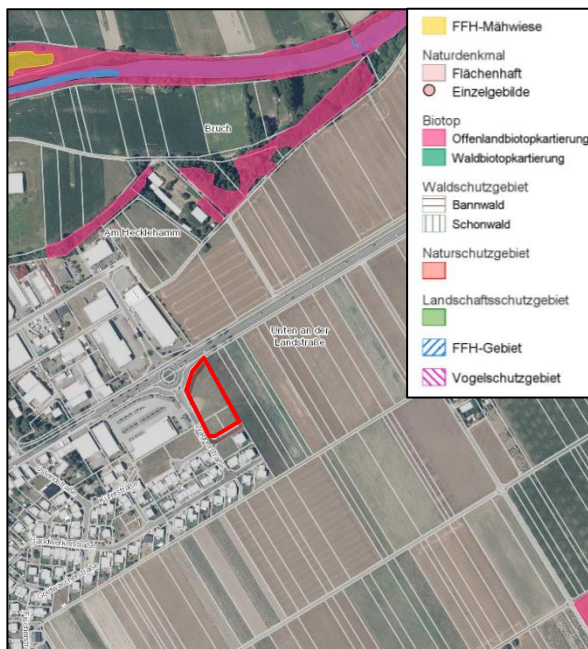 FFH-Mähwiese
Naturdenkmal
Flächenhaft
Einzelgebilde
Biotop
Offenlandbiotopkartierung
Waldbiotopkartierung
Waldschutzgebiet
Bannwald
Schonwald
Naturschutzgebiet
Landschaftsschutzgebiet
FFH-Gebiet
Vogelschutzgebiet
Bruch
Am Hecklehamm
Unten an der
Landstraße